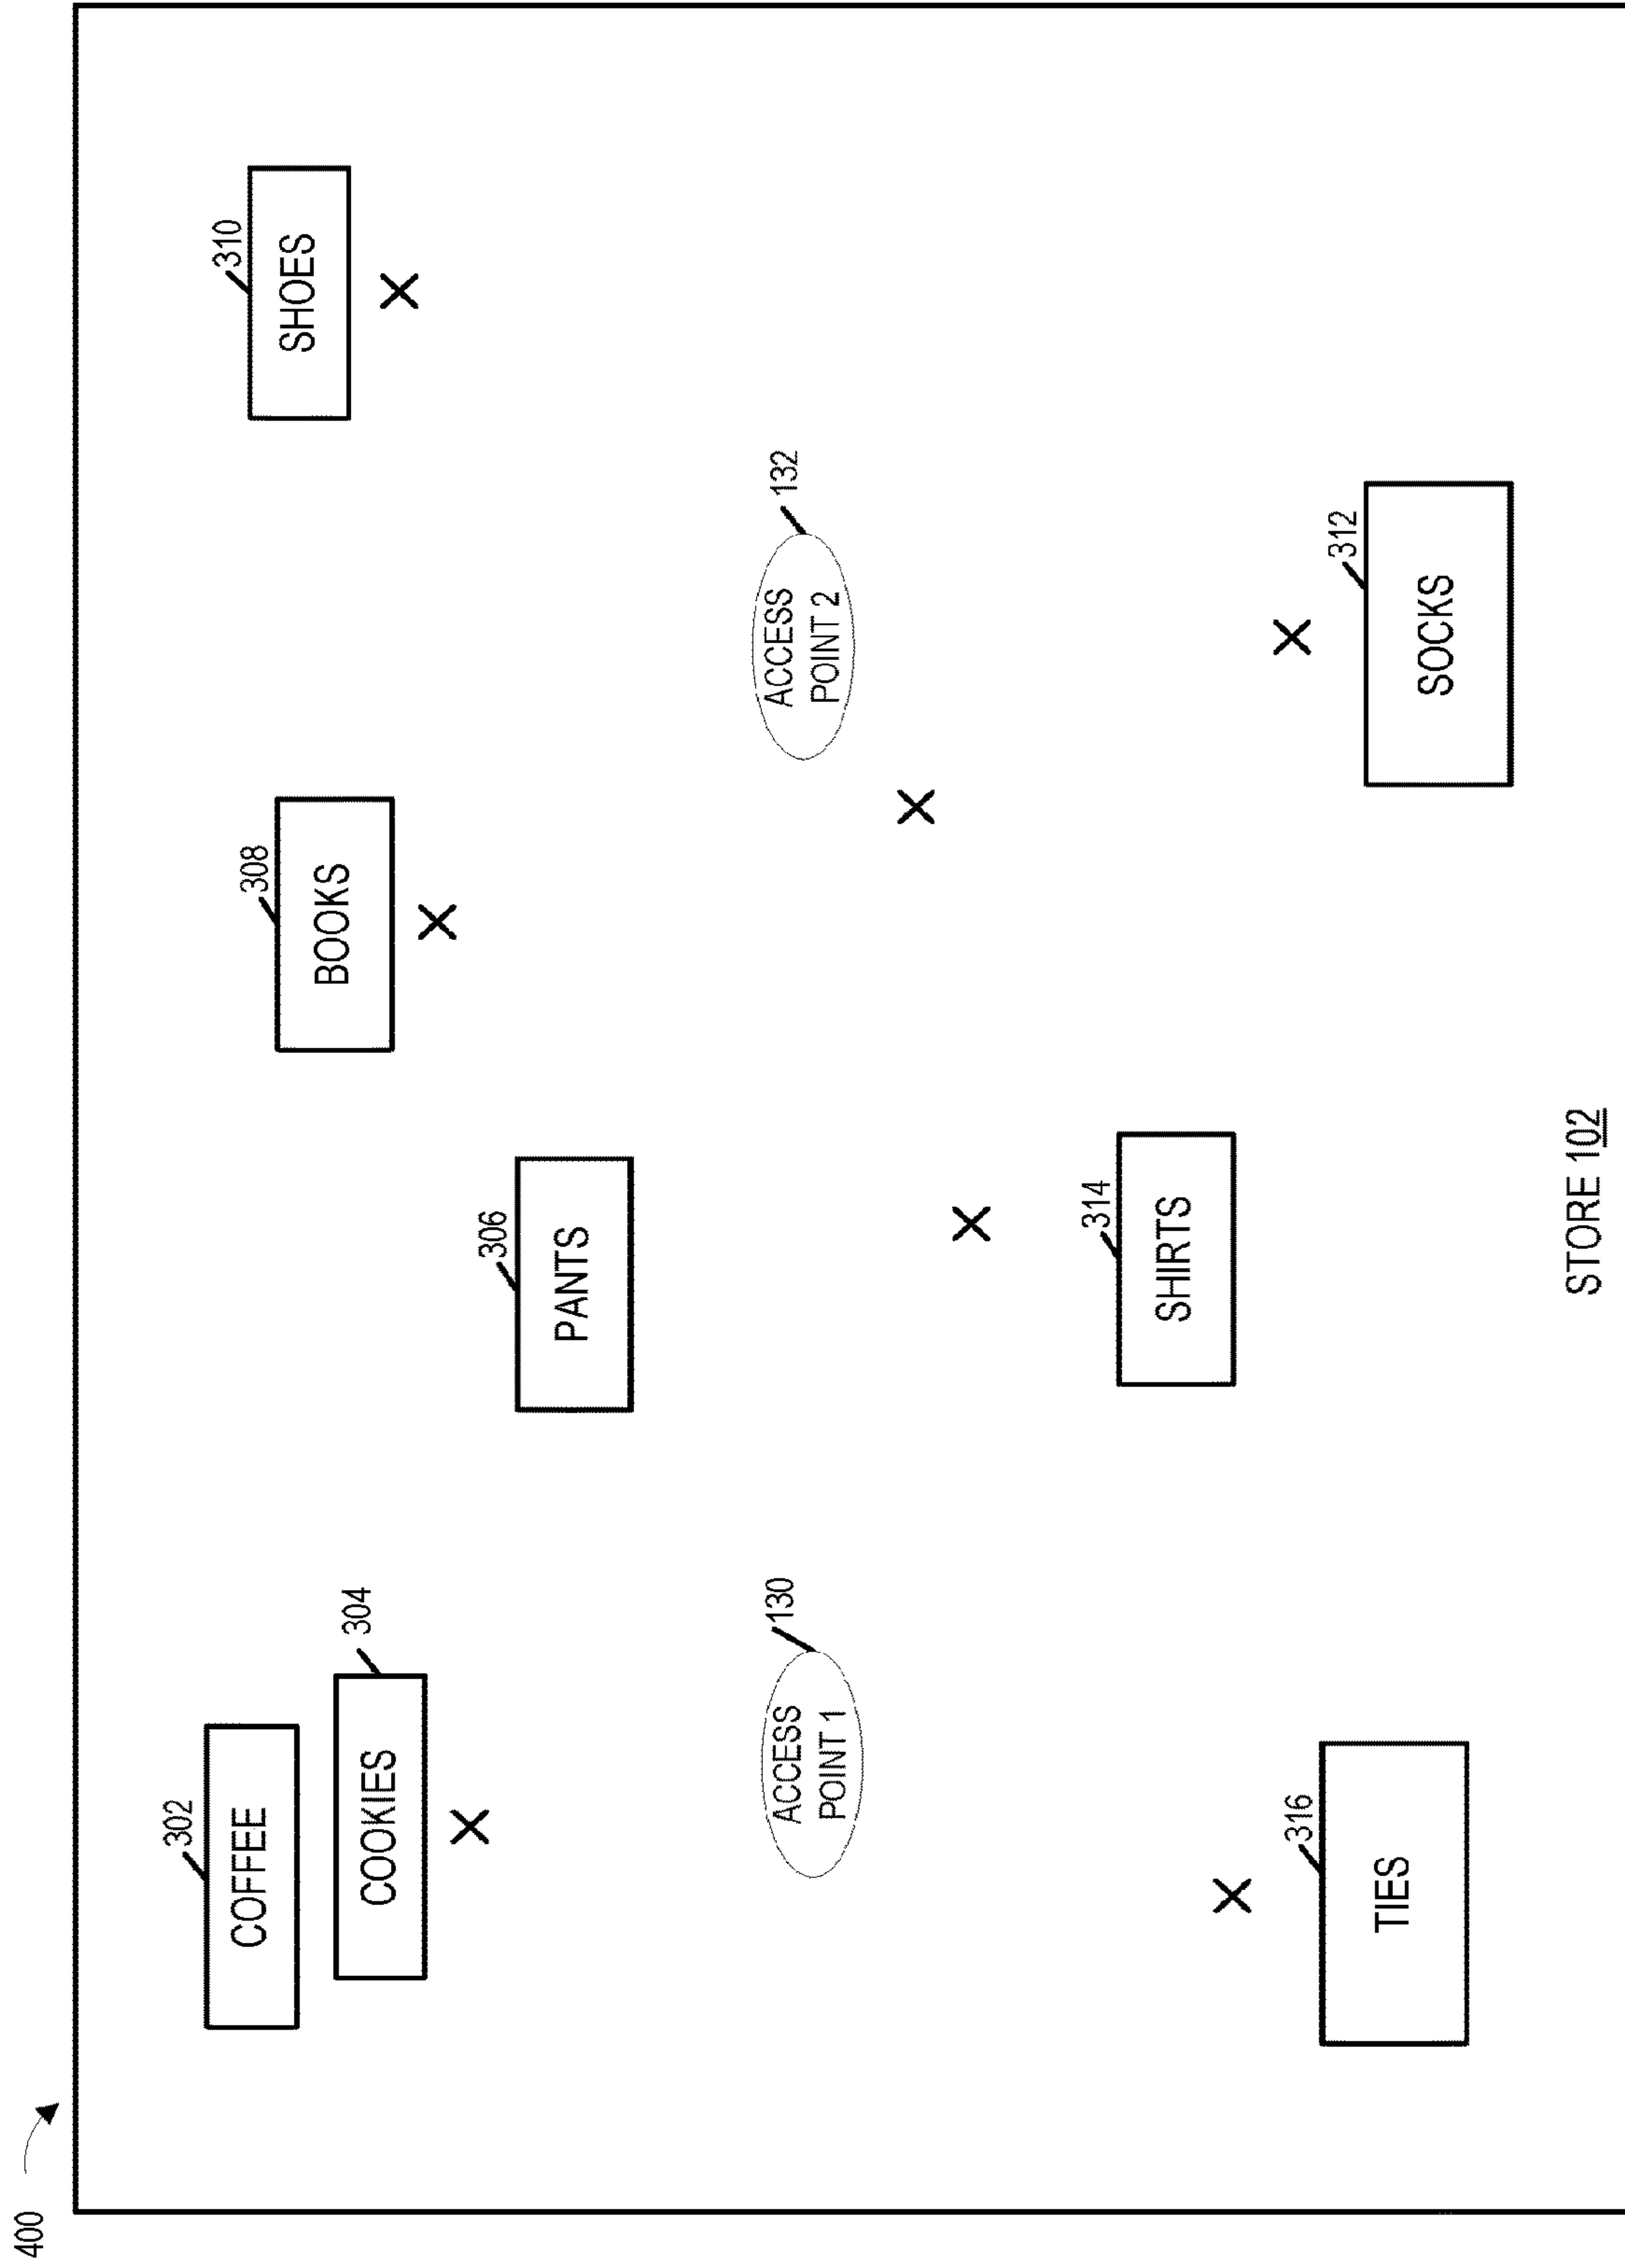 400
302
COFFEE
304
COOKIES
306
PANTS
308
BOOKS
310
SHOES
130
ACCESS
POINT 1
132
ACCESS
POINT 2
316
TIES
314
SHIRTS
312
SOCKS
STORE 102